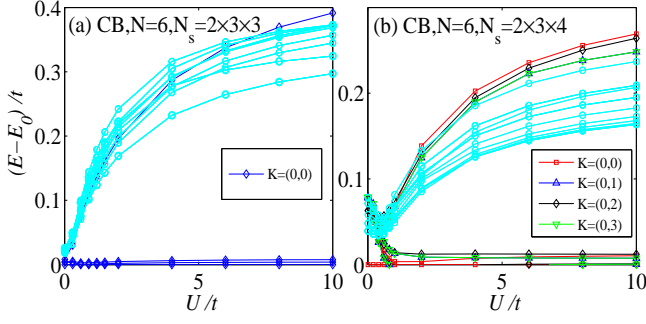 (a) CB,N=6,N_s=2×3×3
(E−E_0)/t
0.4
0.3
0.2
0.1
0
K=(0,0)
0
5
10
U/t
(b) CB, N=6,N_s=2×3×4
0.2
0.1
0
K=(0,0)
K=(0,1)
K=(0,2)
K=(0,3)
0
5
10
U/t